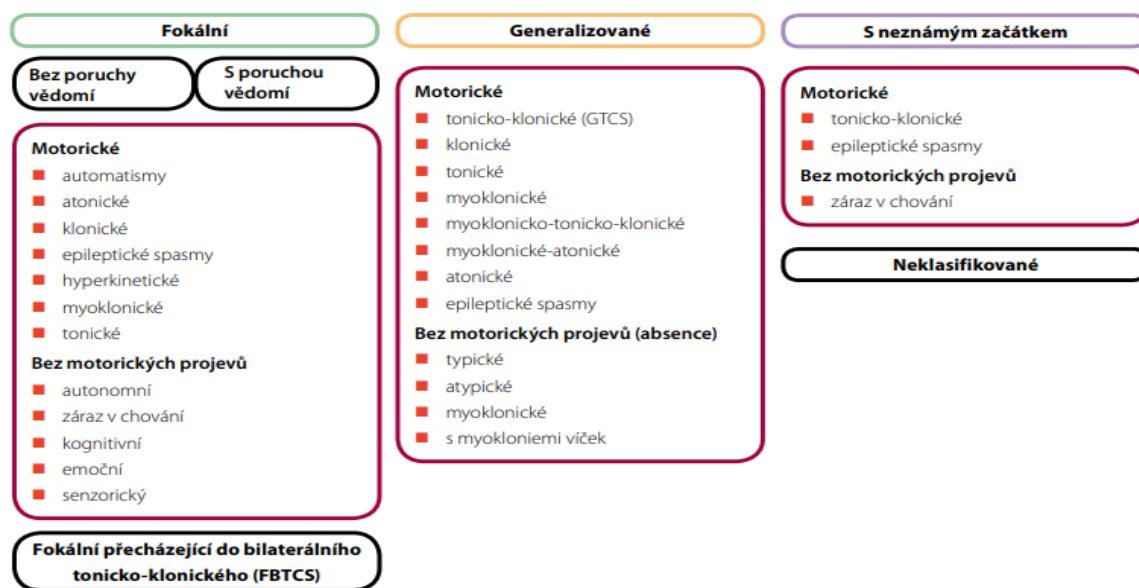 Fokální
Bez poruchy
vědomí
S poruchou
vědomí
Motorické
automatismy
atonické
klonické
epileptické spasmy
hyperkinetické
myoklonické
tonické
Bez motorických projevů
autonomní
záraz v chování
kognitivní
emoční
senzorický
Fokální přecházející do bilaterálního
tonicko-klonického (FBTCS)
Generalizované
Motorické
tonicko-klonické (GTCS)
klonické
tonické
myoklonické
myoklonicko-tonicko-klonické
myoklonické-atonické
atonické
epileptické spasmy
Bez motorických projevů (absence)
typické
atypické
myoklonické
s myokloniemi víček
S neznámým začátkem
Motorické
tonicko-klonické
epileptické spasmy
Bez motorických projevů
záraz v chování
Neklasifikované